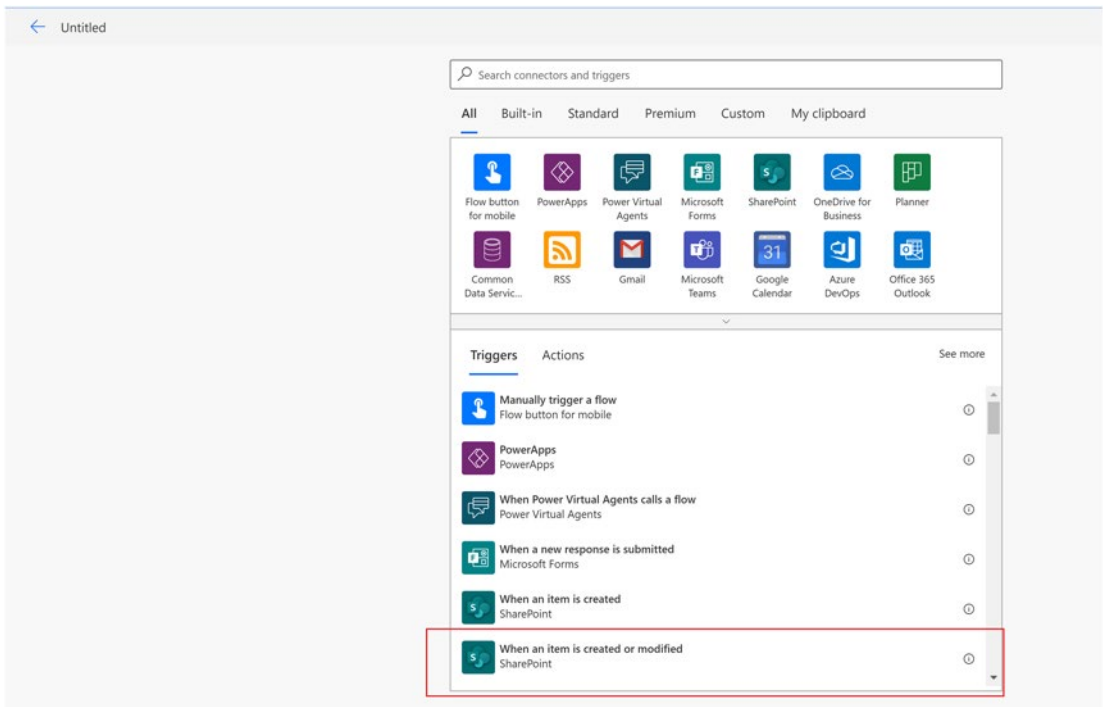 Untitled
Search connectors and triggers
All Built-in Standard Premium Custom My clipboard
Flow button for mobile
PowerApps
Power Virtual Agents
Microsoft Forms
SharePoint
OneDrive for Business
Planner
Common Data Servic...
RSS
Gmail
Microsoft Teams
31
Google Calendar
Azure DevOps
Office 365 Outlook
Triggers Actions See more
Manually trigger a flow
Flow button for mobile
PowerApps
PowerApps
When Power Virtual Agents calls a flow
Power Virtual Agents
When a new response is submitted
Microsoft Forms
When an item is created
SharePoint
When an item is created or modified
SharePoint